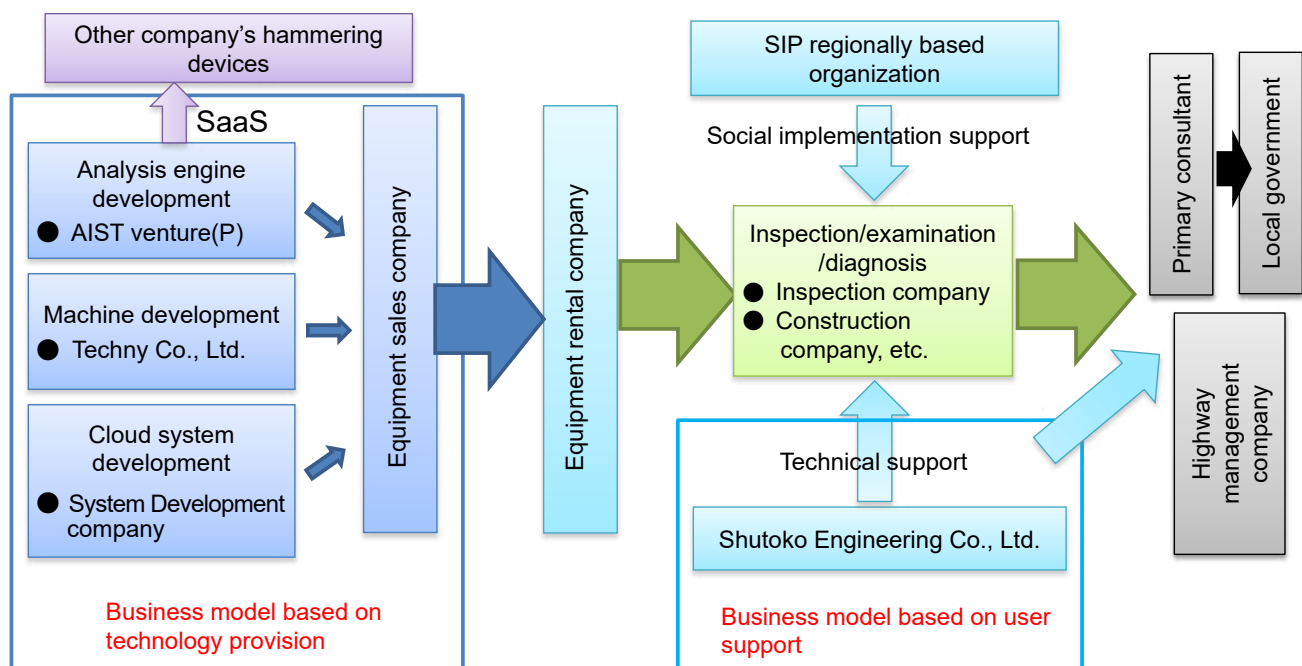 Other company's hammering
devices
SaaS
Analysis engine
development
● AIST venture(P)
Machine development
● Techny Co., Ltd.
Cloud system
development
● System Development
company
Equipment sales company
Business model based on
technology provision
Equipment rental company
SIP regionally based
organization
Social implementation support
Inspection/examination
/diagnosis
● Inspection company
● Construction
company, etc.
Technical support
Shutoko Engineering Co., Ltd.
Business model based on user
support
Primary consultant
Local government
Highway
management
company